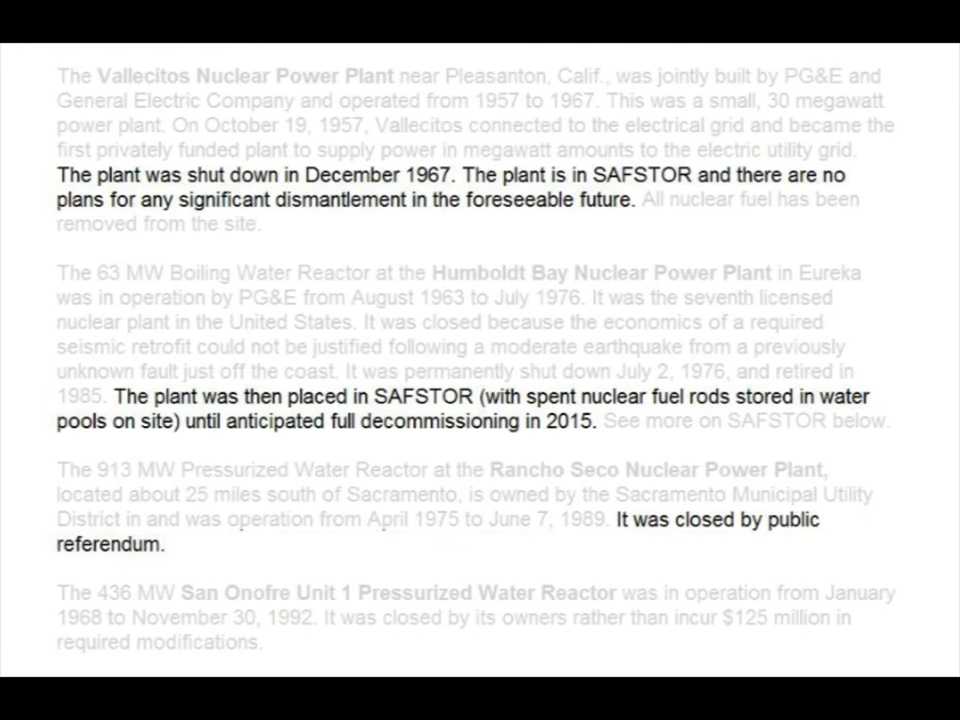 The Vallecitos Nuclear Power Plant near Pleasanton, Calif., was jointly built by PG&E and
General Electric Company and operated from 1957 to 1967. This was a small, 30 megawatt
power plant. On October 19, 1957, Vallecitos connected to the electrical grid and became the
first privately funded plant to supply power in megawatt amounts to the electric utility grid.
The plant was shut down in December 1967. The plant is in SAFSTOR and there are no
plans for any significant dismantlement in the foreseeable future. All nuclear fuel has been
removed from the site.
The 63 MW Boiling Water Reactor at the Humboldt Bay Nuclear Power Plant in Eureka
was in operation by PG&E from August 1963 to July 1976. It was the seventh licensed
nuclear plant in the United States. It was closed because the economics of a required
seismic retrofit could not be justified following a moderate earthquake from a previously
unknown fault just off the coast. It was permanently shut down July 2, 1976, and retired in
1985. The plant was then placed in SAFSTOR (with spent nuclear fuel rods stored in water
pools on site) until anticipated full decommissioning in 2015. See more on SAFSTOR below.
The 913 MW Pressurized Water Reactor at the Rancho Seco Nuclear Power Plant,
located about 25 miles south of Sacramento, is owned by the Sacramento Municipal Utility
District in and was operation from April 1975 to June 7, 1989. It was closed by public
referendum.
The 436 MW San Onofre Unit 1 Pressurized Water Reactor was in operation from January
1968 to November 30, 1992. It was closed by its owners rather than incur $125 million in
required modifications.